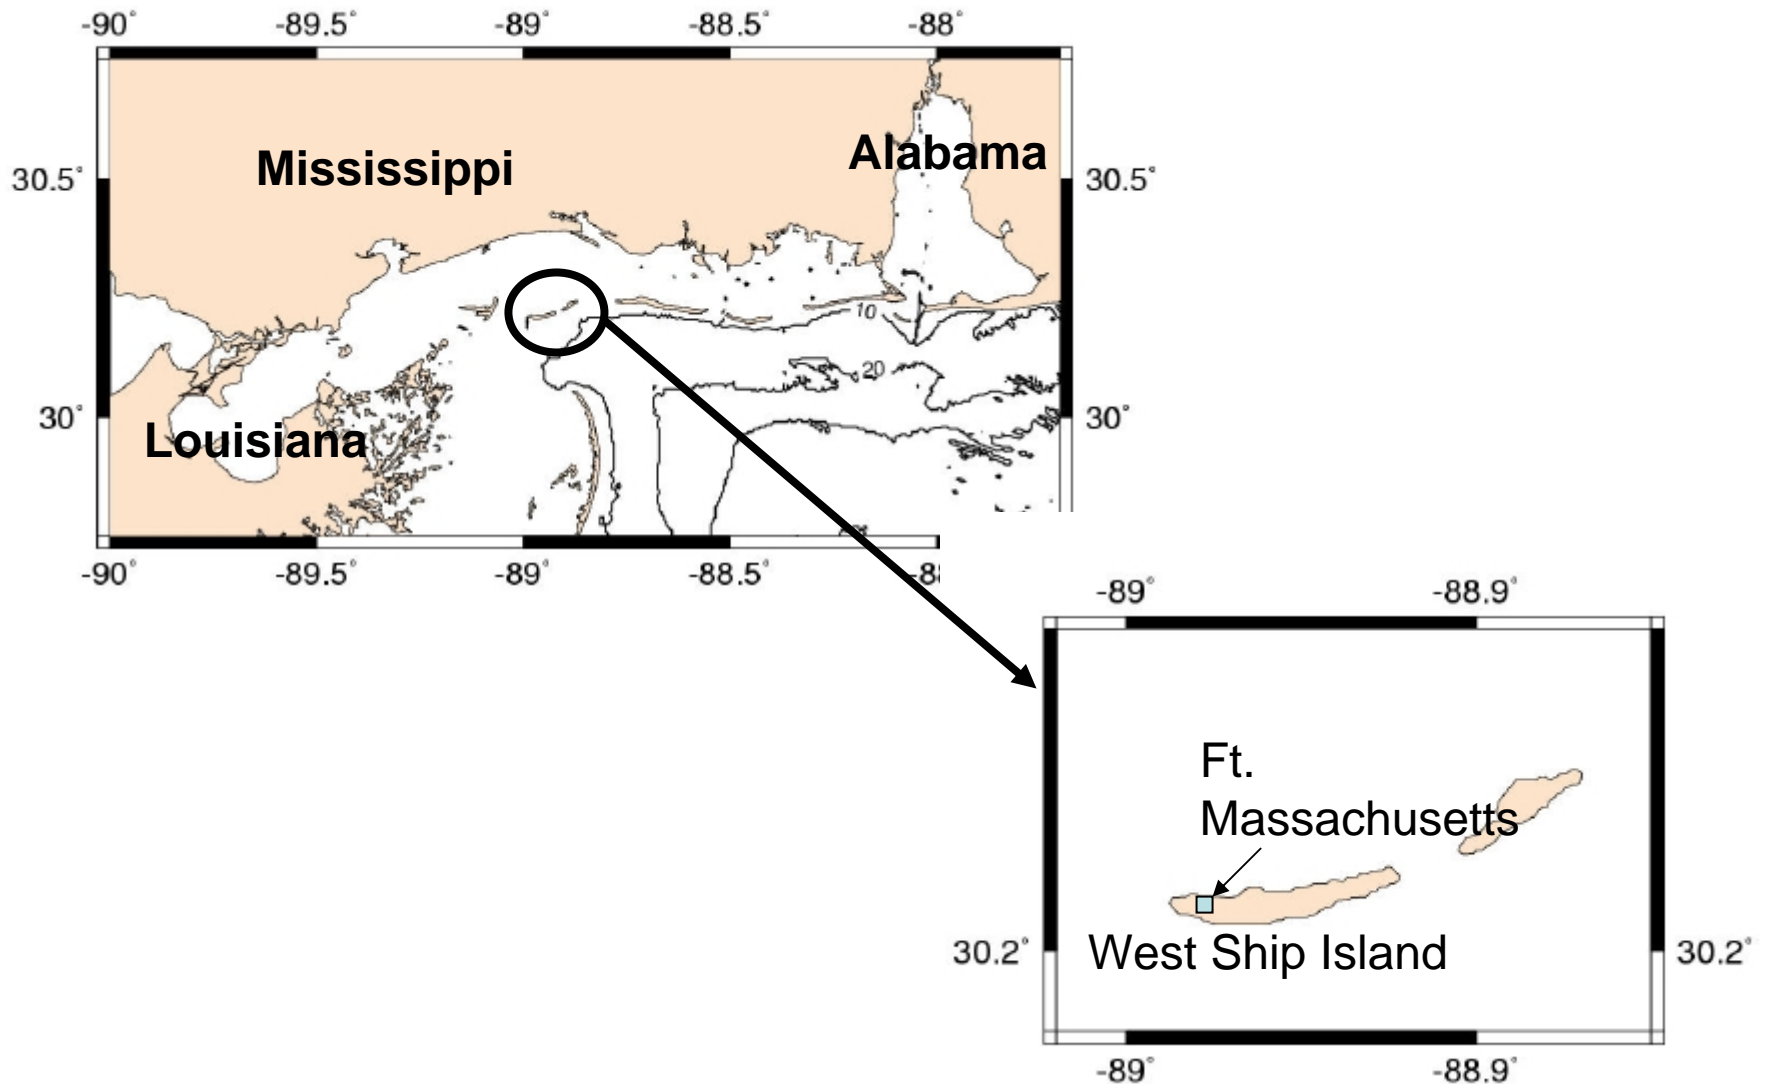 -90° -89.5° -89° -88.5° -88°
Mississippi
Alabama
30.5° 30.5°
10
20
30° 30°
Louisiana
-90° -89.5° -89° -88.5°
-89° -88.9°
Ft.
Massachusetts
West Ship Island
30.2° 30.2°
-89° -88.9°